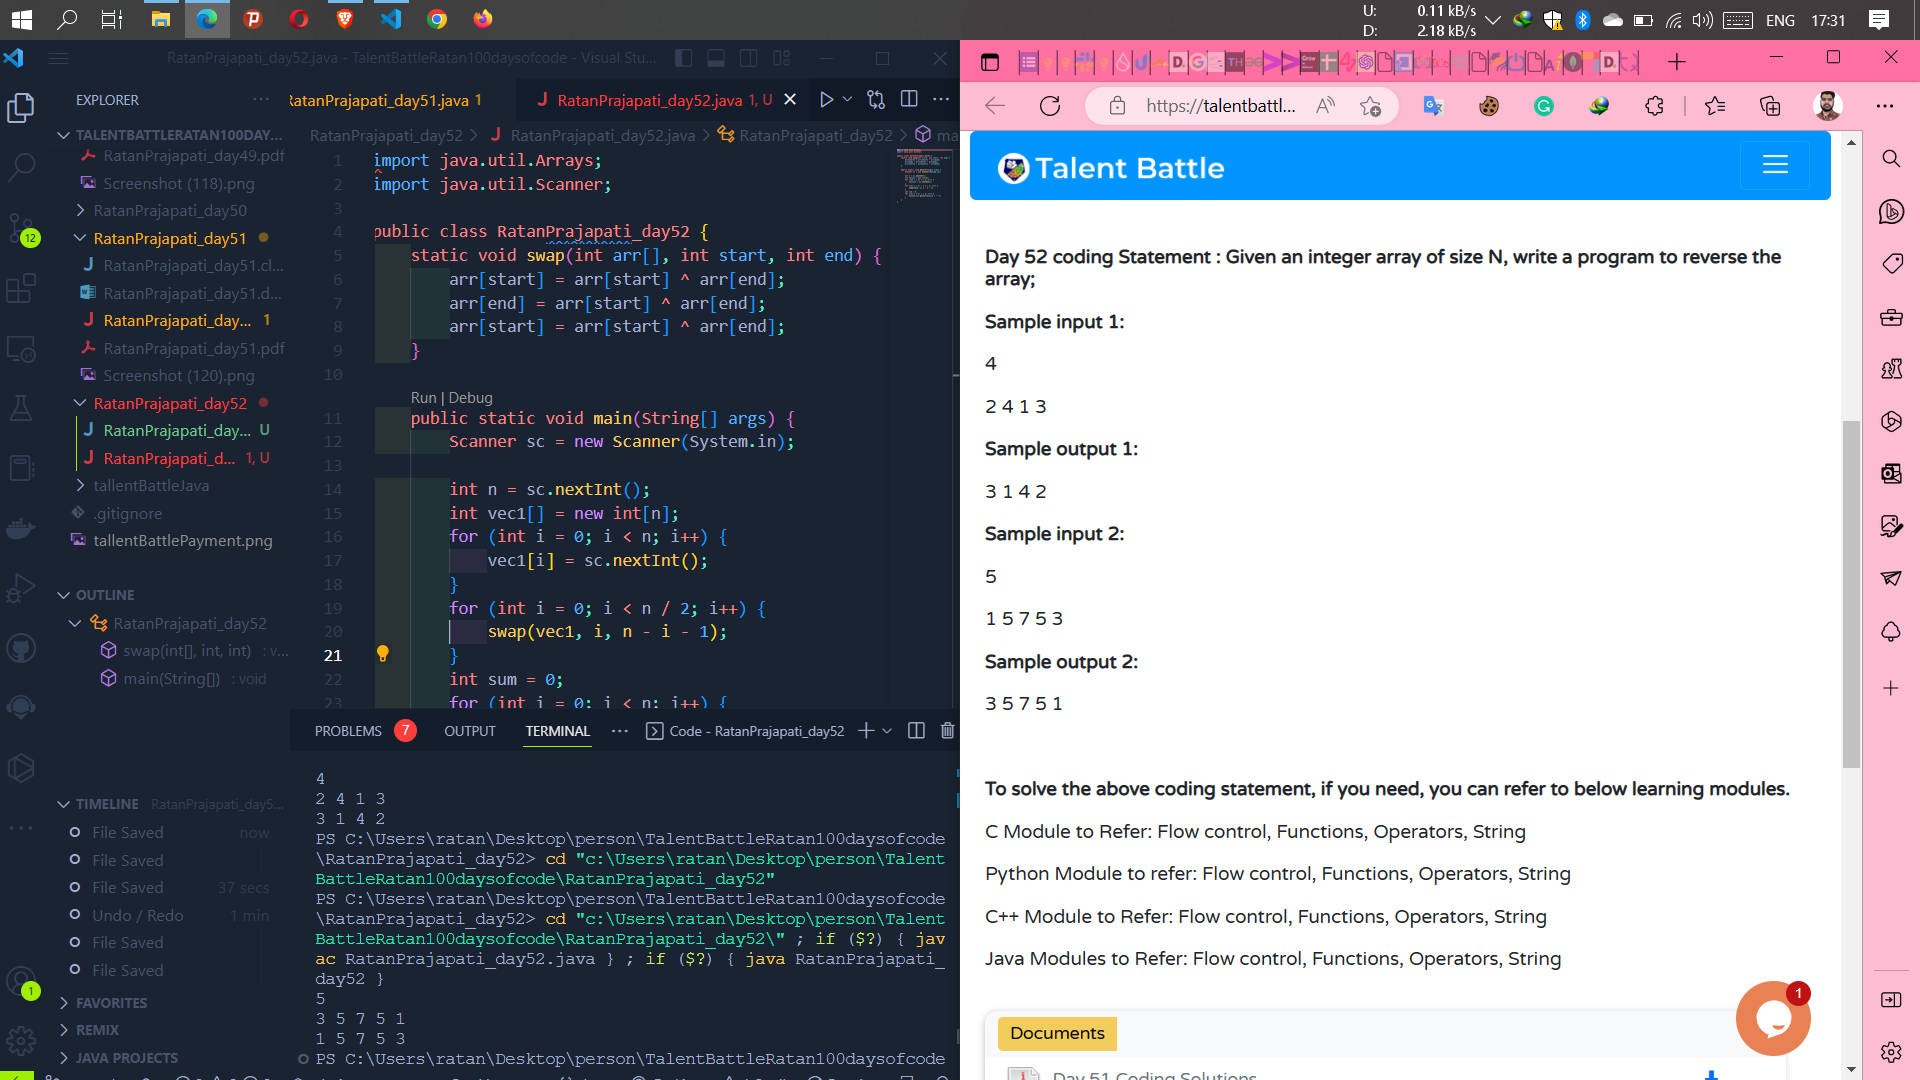 U: 0.11 kB/s
D: 2.18 kB/s
ENG 17:31
RatanPrajapati_day52.java - TalentBattleRatan100daysofcode - Visual Stu...
EXPLORER ...
TALENTBATTLERATAN100DAY...
RatanPrajapati_day49.pdf
Screenshot (118).png
RatanPrajapati_day50
RatanPrajapati_day51
RatanPrajapati_day51.cl...
RatanPrajapati_day51.d...
RatanPrajapati_day... 1
RatanPrajapati_day51.pdf
Screenshot (120).png
RatanPrajapati_day52
RatanPrajapati_day... U
RatanPrajapati_d... 1, U
tallentBattleJava
.gitignore
tallentBattlePayment.png
12
OUTLINE
RatanPrajapati_day52
swap(int[], int, int) : v...
main(String[]) : void
TIMELINE RatanPrajapati_day5...
File Saved now
File Saved
File Saved 37 secs
Undo / Redo 1 min
File Saved
File Saved
1
FAVORITES
REMIX
JAVA PROJECTS
RatanPrajapati_day51.java 1
RatanPrajapati_day52.java 1, U
RatanPrajapati_day52 > RatanPrajapati_day52.java > RatanPrajapati_day52 > ma
1 import java.util.Arrays;
2 import java.util.Scanner;
3
4 public class RatanPrajapati_day52 {
5 static void swap(int arr[], int start, int end) {
6 arr[start] = arr[start] ^ arr[end];
7 arr[end] = arr[start] ^ arr[end];
8 arr[start] = arr[start] ^ arr[end];
9 }
10
Run | Debug
11 public static void main(String[] args) {
12 Scanner sc = new Scanner(System.in);
13
14 int n = sc.nextInt();
15 int vec1[] = new int[n];
16 for (int i = 0; i < n; i++) {
17 vec1[i] = sc.nextInt();
18 }
19 for (int i = 0; i < n / 2; i++) {
20 swap(vec1, i, n - i - 1);
21 }
22 int sum = 0;
23 for (int i = 0; i < n; i++) {
PROBLEMS 7 OUTPUT TERMINAL ... Code - RatanPrajapati_day52
4
2 4 1 3
3 1 4 2
PS C:\Users\ratan\Desktop\person\TalentBattleRatan100daysofcode
\RatanPrajapati_day52> cd "c:\Users\ratan\Desktop\person\Talent
BattleRatan100daysofcode\RatanPrajapati_day52"
PS C:\Users\ratan\Desktop\person\TalentBattleRatan100daysofcode
\RatanPrajapati_day52> cd "c:\Users\ratan\Desktop\person\Talent
BattleRatan100daysofcode\RatanPrajapati_day52\" ; if ($?) { jav
ac RatanPrajapati_day52.java } ; if ($?) { java RatanPrajapati_
day52 }
5
3 5 7 5 1
1 5 7 5 3
PS C:\Users\ratan\Desktop\person\TalentBattleRatan100daysofcode
https://talentbattl...
Talent Battle
Day 52 coding Statement : Given an integer array of size N, write a program to reverse the
array;
Sample input 1:
4
2 4 1 3
Sample output 1:
3 1 4 2
Sample input 2:
5
1 5 7 5 3
Sample output 2:
3 5 7 5 1
To solve the above coding statement, if you need, you can refer to below learning modules.
C Module to Refer: Flow control, Functions, Operators, String
Python Module to refer: Flow control, Functions, Operators, String
C++ Module to Refer: Flow control, Functions, Operators, String
Java Modules to Refer: Flow control, Functions, Operators, String
1
Documents
Day 51 Coding Solutions